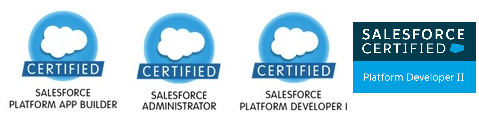 CERTIFIED
SALESFORCE
PLATFORM APP BUILDER
CERTIFIED
SALESFORCE
ADMINISTRATOR
CERTIFIED
SALESFORCE
PLATFORM DEVELOPER I
SALESFORCE
CERTIFIED
Platform Developer II